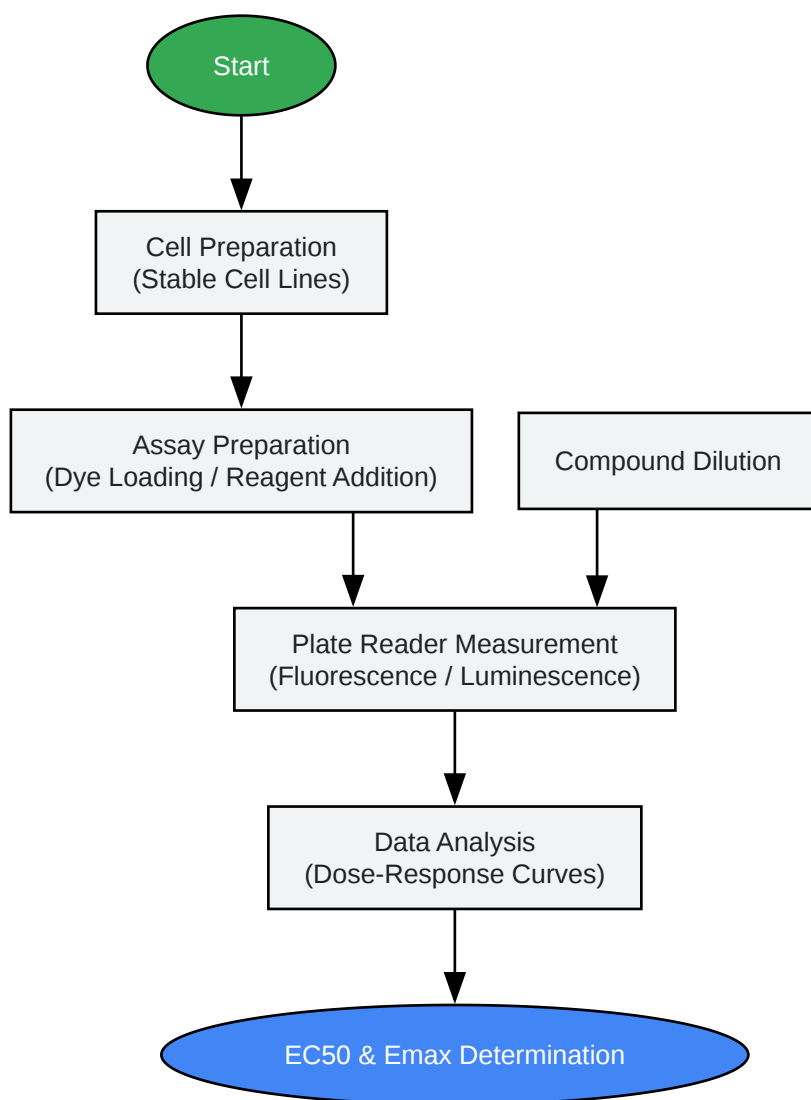 Start
Cell Preparation
(Stable Cell Lines)
Assay Preparation
(Dye Loading / Reagent Addition)
Compound Dilution
Plate Reader Measurement
(Fluorescence / Luminescence)
Data Analysis
(Dose-Response Curves)
EC50 & Emax Determination